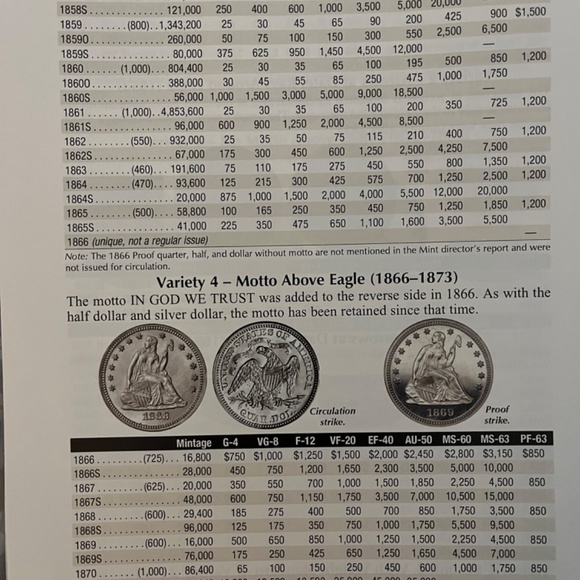 1858S................ 121,000 250 400 600 1,000 3,500 5,000 20,000
1859......... (800).. 1,343,200 25 30 45 65 90 200 425 900 $1,500
1859O............... 260,000 50 75 100 150 300 550 2,500 6,500
1859S................ 80,000 375 625 950 1,450 4,500 12,000 —
1860...... (1,000)... 804,400 25 30 35 65 100 195 500 850 1,200
1860O............... 388,000 30 45 55 85 250 475 1,000 1,750
1860S................ 56,000 1,000 1,500 3,000 5,000 9,000 18,500 —
1861...... (1,000).. 4,853,600 25 30 35 65 100 200 350 725 1,200
1861S................ 96,000 600 900 1,250 2,000 4,500 8,500 —
1862......... (550)... 932,000 25 35 50 75 115 210 400 750 1,200
1862S................ 67,000 175 300 450 600 1,250 2,500 4,250 7,500
1863......... (460)... 191,600 75 110 175 275 450 550 800 1,350 1,200
1864......... (470).... 93,600 125 215 300 425 575 700 1,250 2,500 1,200
1864S................ 20,000 875 1,000 1,500 2,000 4,000 5,500 12,000 20,000
1865......... (500).... 58,800 100 165 250 350 450 750 1,250 1,850 1,200
1865S................ 41,000 225 350 475 650 1,100 1,600 3,500 5,500
1866 (unique, not a regular issue) —
Note: The 1866 Proof quarter, half, and dollar without motto are not mentioned in the Mint director's report and were
not issued for circulation.
Variety 4 – Motto Above Eagle (1866–1873)
The motto IN GOD WE TRUST was added to the reverse side in 1866. As with the
half dollar and silver dollar, the motto has been retained since that time.
UNITED STATES OF AMERICA
QUAR. DOL.
1869
Circulation
strike.
Proof
strike.
Mintage G-4 VG-8 F-12 VF-20 EF-40 AU-50 MS-60 MS-63 PF-63
1866......... (725)... 16,800 $750 $1,000 $1,250 $1,500 $2,000 $2,450 $2,800 $3,150 $850
1866S................ 28,000 450 750 1,200 1,650 2,300 3,500 5,000 10,000
1867......... (625)... 20,000 350 550 700 1,000 1,500 1,850 2,250 4,500 850
1867S................ 48,000 600 750 1,150 1,750 3,500 7,000 10,500 15,000
1868......... (600)... 29,400 185 275 400 500 700 850 1,750 3,500 850
1868S................ 96,000 125 175 350 750 1,000 1,750 5,500 9,500
1869......... (600)... 16,000 500 650 850 1,000 1,250 1,500 2,250 4,500 850
1869S................ 76,000 175 250 425 650 1,250 1,650 4,500 7,000
1870...... (1,000)... 86,400 65 100 150 250 450 600 1,000 1,750 850